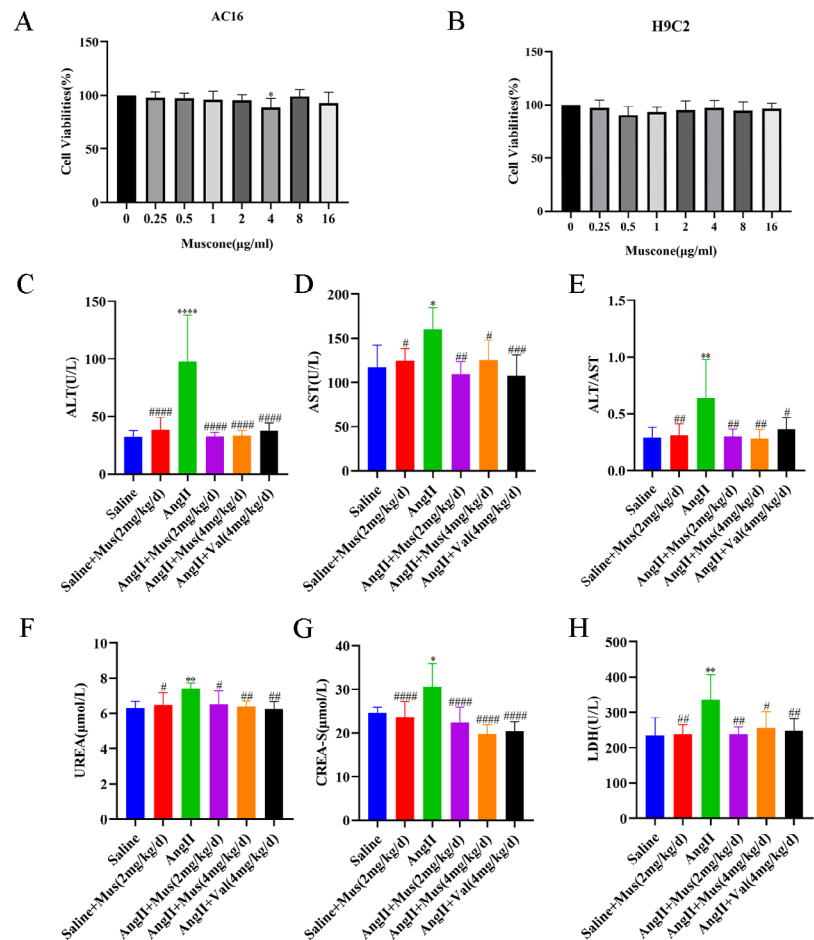 A
AC16
Cell Viabilities(%)
150
100
50
0
*
0 0.25 0.5 1 2 4 8 16
Muscone(μg/ml)
B
H9C2
Cell Viabilities(%)
150
100
50
0
0 0.25 0.5 1 2 4 8 16
Muscone(μg/ml)
C
ALT(U/L)
150
100
50
0
#### **** #### #### ####
Saline
Saline+Mus(2mg/kg/d)
AngII
AngII+Mus(2mg/kg/d)
AngII+Mus(4mg/kg/d)
AngII+Val(4mg/kg/d)
D
AST(U/L)
200
150
100
50
0
# * ## # ###
Saline
Saline+Mus(2mg/kg/d)
AngII
AngII+Mus(2mg/kg/d)
AngII+Mus(4mg/kg/d)
AngII+Val(4mg/kg/d)
E
ALT/AST
1.5
1.0
0.5
0.0
## ** ## ## #
Saline
Saline+Mus(2mg/kg/d)
AngII
AngII+Mus(2mg/kg/d)
AngII+Mus(4mg/kg/d)
AngII+Val(4mg/kg/d)
F
UREA(μmol/L)
10
8
6
4
2
0
# ** # ## ##
Saline
Saline+Mus(2mg/kg/d)
AngII
AngII+Mus(2mg/kg/d)
AngII+Mus(4mg/kg/d)
AngII+Val(4mg/kg/d)
G
CREA-S(μmol/L)
40
30
20
10
0
#### * #### #### ####
Saline
Saline+Mus(2mg/kg/d)
AngII
AngII+Mus(2mg/kg/d)
AngII+Mus(4mg/kg/d)
AngII+Val(4mg/kg/d)
H
LDH(U/L)
500
400
300
200
100
0
## ** ## # ##
Saline
Saline+Mus(2mg/kg/d)
AngII
AngII+Mus(2mg/kg/d)
AngII+Mus(4mg/kg/d)
AngII+Val(4mg/kg/d)